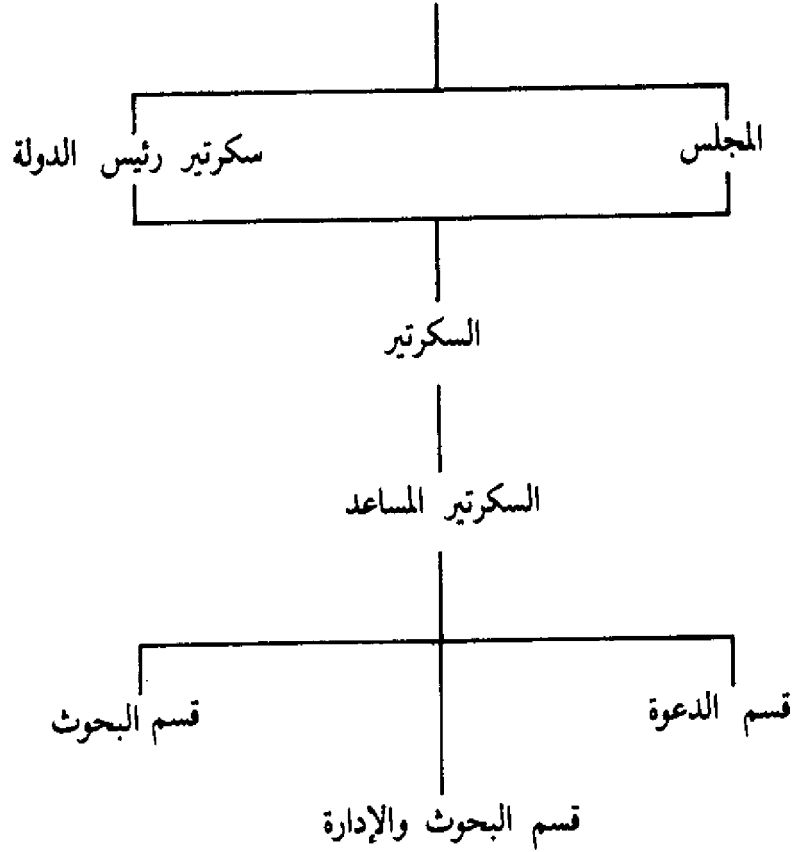 المجلس
سكرتير رئيس الدولة
السكرتير
السكرتير المساعد
قسم الدعوة
قسم البحوث
قسم البحوث والإدارة